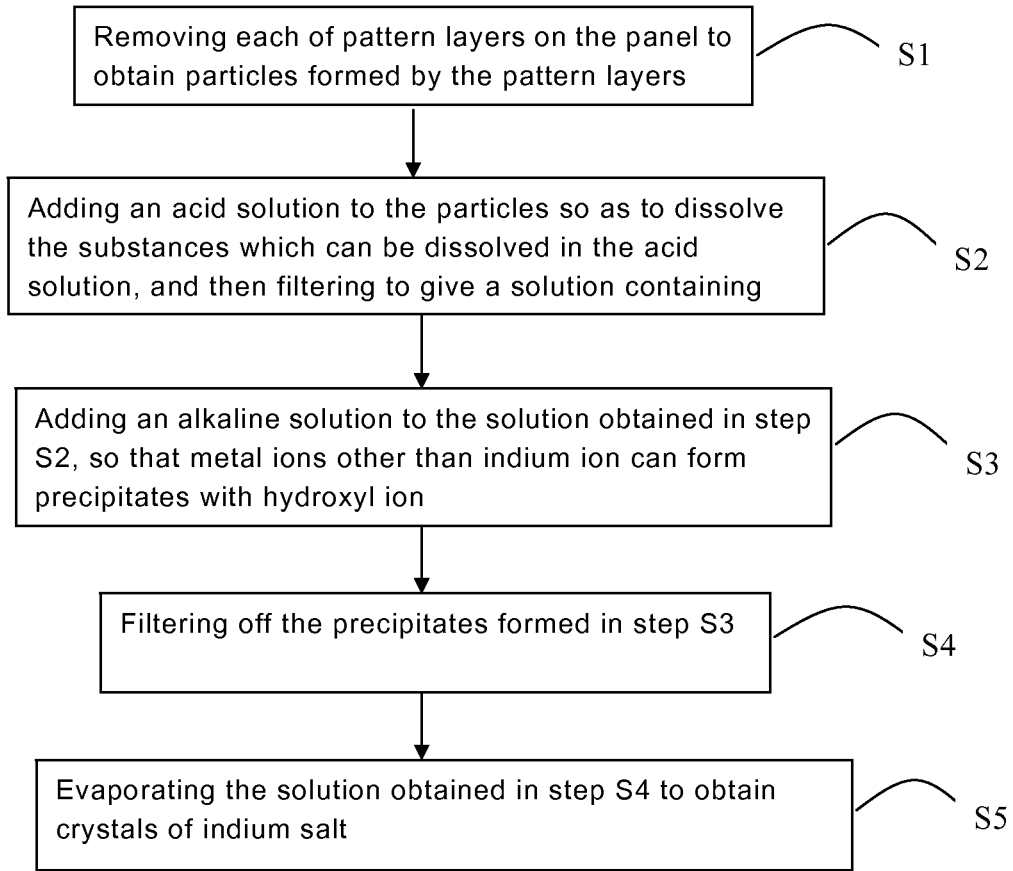 Removing each of pattern layers on the panel to
obtain particles formed by the pattern layers
S1
Adding an acid solution to the particles so as to dissolve
the substances which can be dissolved in the acid
solution, and then filtering to give a solution containing
S2
Adding an alkaline solution to the solution obtained in step
S2, so that metal ions other than indium ion can form
precipitates with hydroxyl ion
S3
Filtering off the precipitates formed in step S3
S4
Evaporating the solution obtained in step S4 to obtain
crystals of indium salt
S5